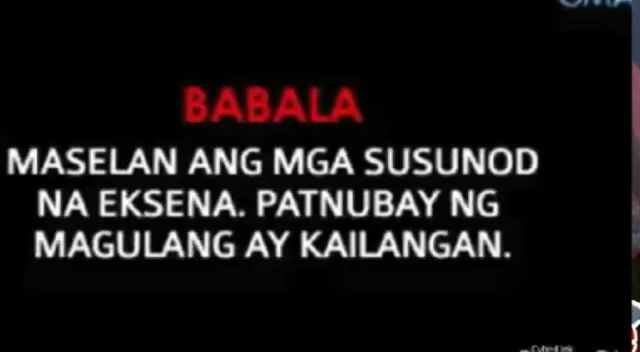 BABALA
MASELAN ANG MGA SUSUNOD
NA EKSENA. PATNUBAY NG
MAGULANG AY KAILANGAN.